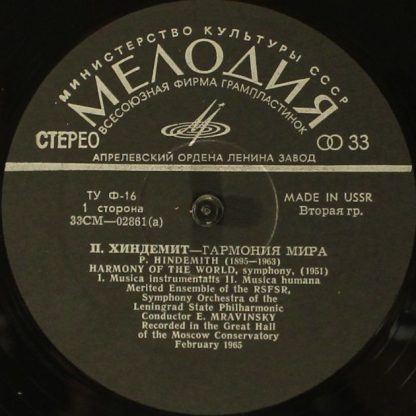 МИНИСТЕРСТВО КУЛЬТУРЫ СССР
МЕЛОДИЯ
ВСЕСОЮЗНАЯ ФИРМА ГРАМПЛАСТИНОК
СТЕРЕО
33
АПРЕЛЕВСКИЙ ОРДЕНА ЛЕНИНА ЗАВОД
ТУ Ф-16
1 сторона
33СМ—02861(а)
MADE IN USSR
Вторая гр.
П. ХИНДЕМИТ—ГАРМОНИЯ МИРА
P. HINDEMITH (1895—1963)
HARMONY OF THE WORLD, symphony, (1951)
I. Musica instrumentalis II. Musica humana
Merited Ensemble of the RSFSR,
Symphony Orchestra of the
Leningrad State Philharmonic
Conductor E. MRAVINSKY
Recorded in the Great Hall
of the Moscow Conservatory
February 1965